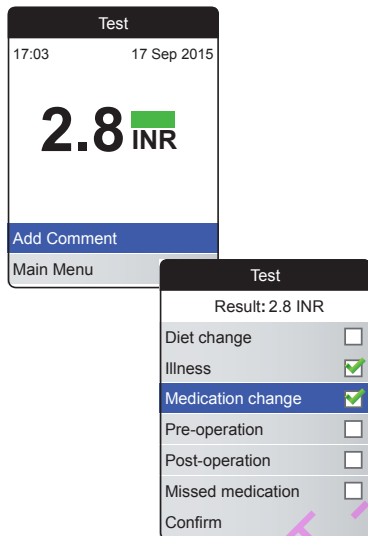 Test
17:03 17 Sep 2015
2.8 INR
Add Comment
Main Menu
Test
Result: 2.8 INR
Diet change
Illness
Medication change
Pre-operation
Post-operation
Missed medication
Confirm